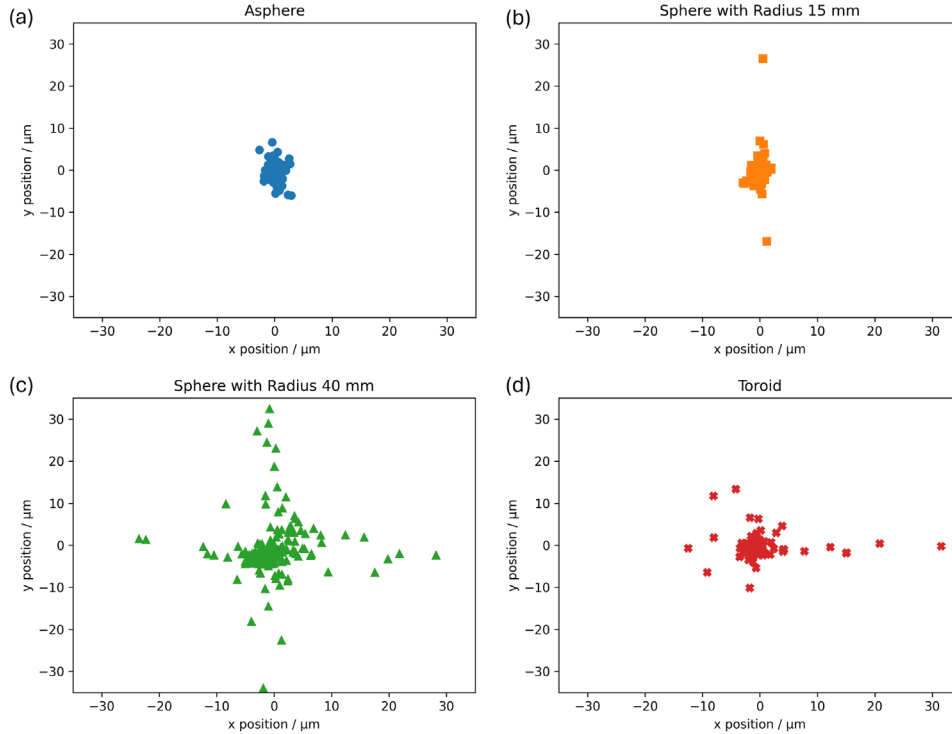 (a)
Asphere
30
20
10
0
−10
−20
−30
y position / μm
−30 −20 −10 0 10 20 30
x position / μm
(b)
Sphere with Radius 15 mm
30
20
10
0
−10
−20
−30
y position / μm
−30 −20 −10 0 10 20 30
x position / μm
(c)
Sphere with Radius 40 mm
30
20
10
0
−10
−20
−30
y position / μm
−30 −20 −10 0 10 20 30
x position / μm
(d)
Toroid
30
20
10
0
−10
−20
−30
y position / μm
−30 −20 −10 0 10 20 30
x position / μm